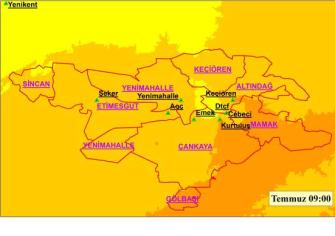 Yenikent
KEÇİÖREN
SİNCAN
YENİMAHALLE
ALTINDAĞ
Şeker
Yenimahalle
Keçiören
ETİMESGUT
Dtcf
Cebeci
Emek
Kurtuluş
MAMAK
YENİMAHALLE
ÇANKAYA
GÖLBAŞI
Temmuz 09:00